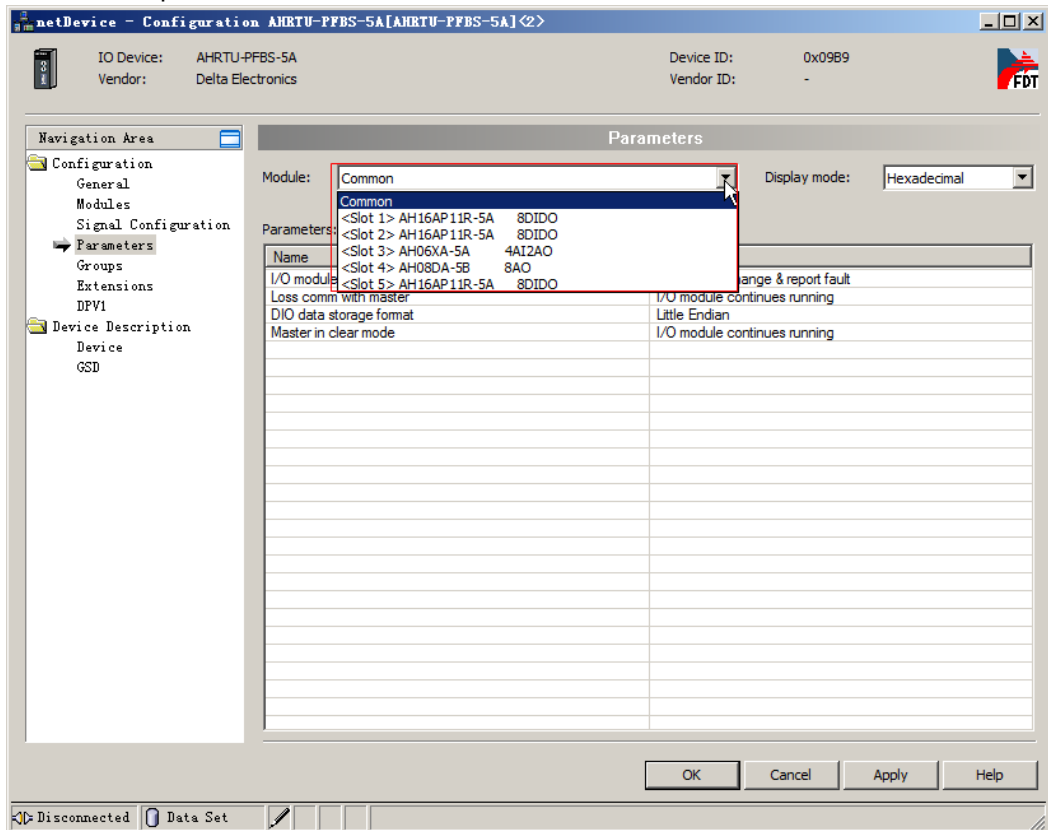 netDevice - Configuration AHRTU-PFBS-5A[AHRTU-PFBS-5A]<2>
IO Device: AHRTU-PFBS-5A Device ID: 0x09B9
Vendor: Delta Electronics Vendor ID: -
FDT
Navigation Area
Parameters
Configuration
General
Modules
Signal Configuration
Parameters
Groups
Extensions
DPV1
Device Description
Device
GSD
Module: Common Display mode: Hexadecimal
Common
<Slot 1> AH16AP11R-5A 8DIDO
<Slot 2> AH16AP11R-5A 8DIDO
<Slot 3> AH06XA-5A 4AI2AO
<Slot 4> AH08DA-5B 8AO
<Slot 5> AH16AP11R-5A 8DIDO
Parameters:
Name
I/O module ange & report fault
Loss comm with master I/O module continues running
DIO data storage format Little Endian
Master in clear mode I/O module continues running
OK Cancel Apply Help
Disconnected Data Set